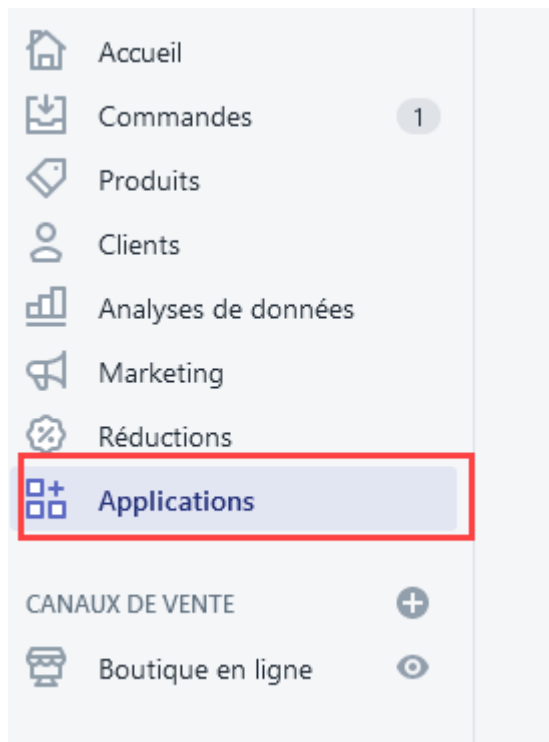 Accueil
Commandes 1
Produits
Clients
Analyses de données
Marketing
Réductions
Applications
CANAUX DE VENTE
Boutique en ligne